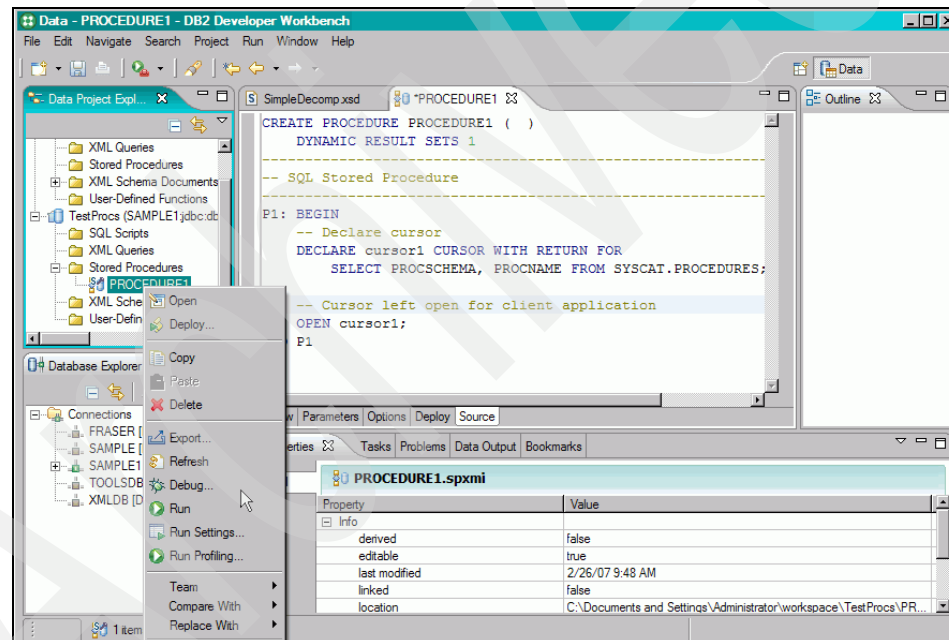 Data - PROCEDURE1 - DB2 Developer Workbench
File Edit Navigate Search Project Run Window Help
Data
Data Project Expl...
XML Queries
Stored Procedures
XML Schema Documents
User-Defined Functions
TestProcs (SAMPLE1:jdbc:db
SQL Scripts
XML Queries
Stored Procedures
PROCEDURE1
XML Sche
User-Defin
SimpleDecomp.xsd
*PROCEDURE1
CREATE PROCEDURE PROCEDURE1 ( )
DYNAMIC RESULT SETS 1
------------------------------------------------------------------------
-- SQL Stored Procedure
------------------------------------------------------------------------
P1: BEGIN
-- Declare cursor
DECLARE cursor1 CURSOR WITH RETURN FOR
SELECT PROCSCHEMA, PROCNAME FROM SYSCAT.PROCEDURES;
-- Cursor left open for client application
OPEN cursor1;
P1
Parameters Options Deploy Source
Outline
Open
Deploy...
Copy
Paste
Delete
Export...
Refresh
Debug...
Run
Run Settings...
Run Profiling...
Team
Compare With
Replace With
Database Explorer
Connections
FRASER [
SAMPLE [
SAMPLE1
TOOLSDB
XMLDB [D
erties Tasks Problems Data Output Bookmarks
PROCEDURE1.spxmi
Property Value
Info
derived false
editable true
last modified 2/26/07 9:48 AM
linked false
location C:\Documents and Settings\Administrator\workspace\TestProcs\PR...
1 item